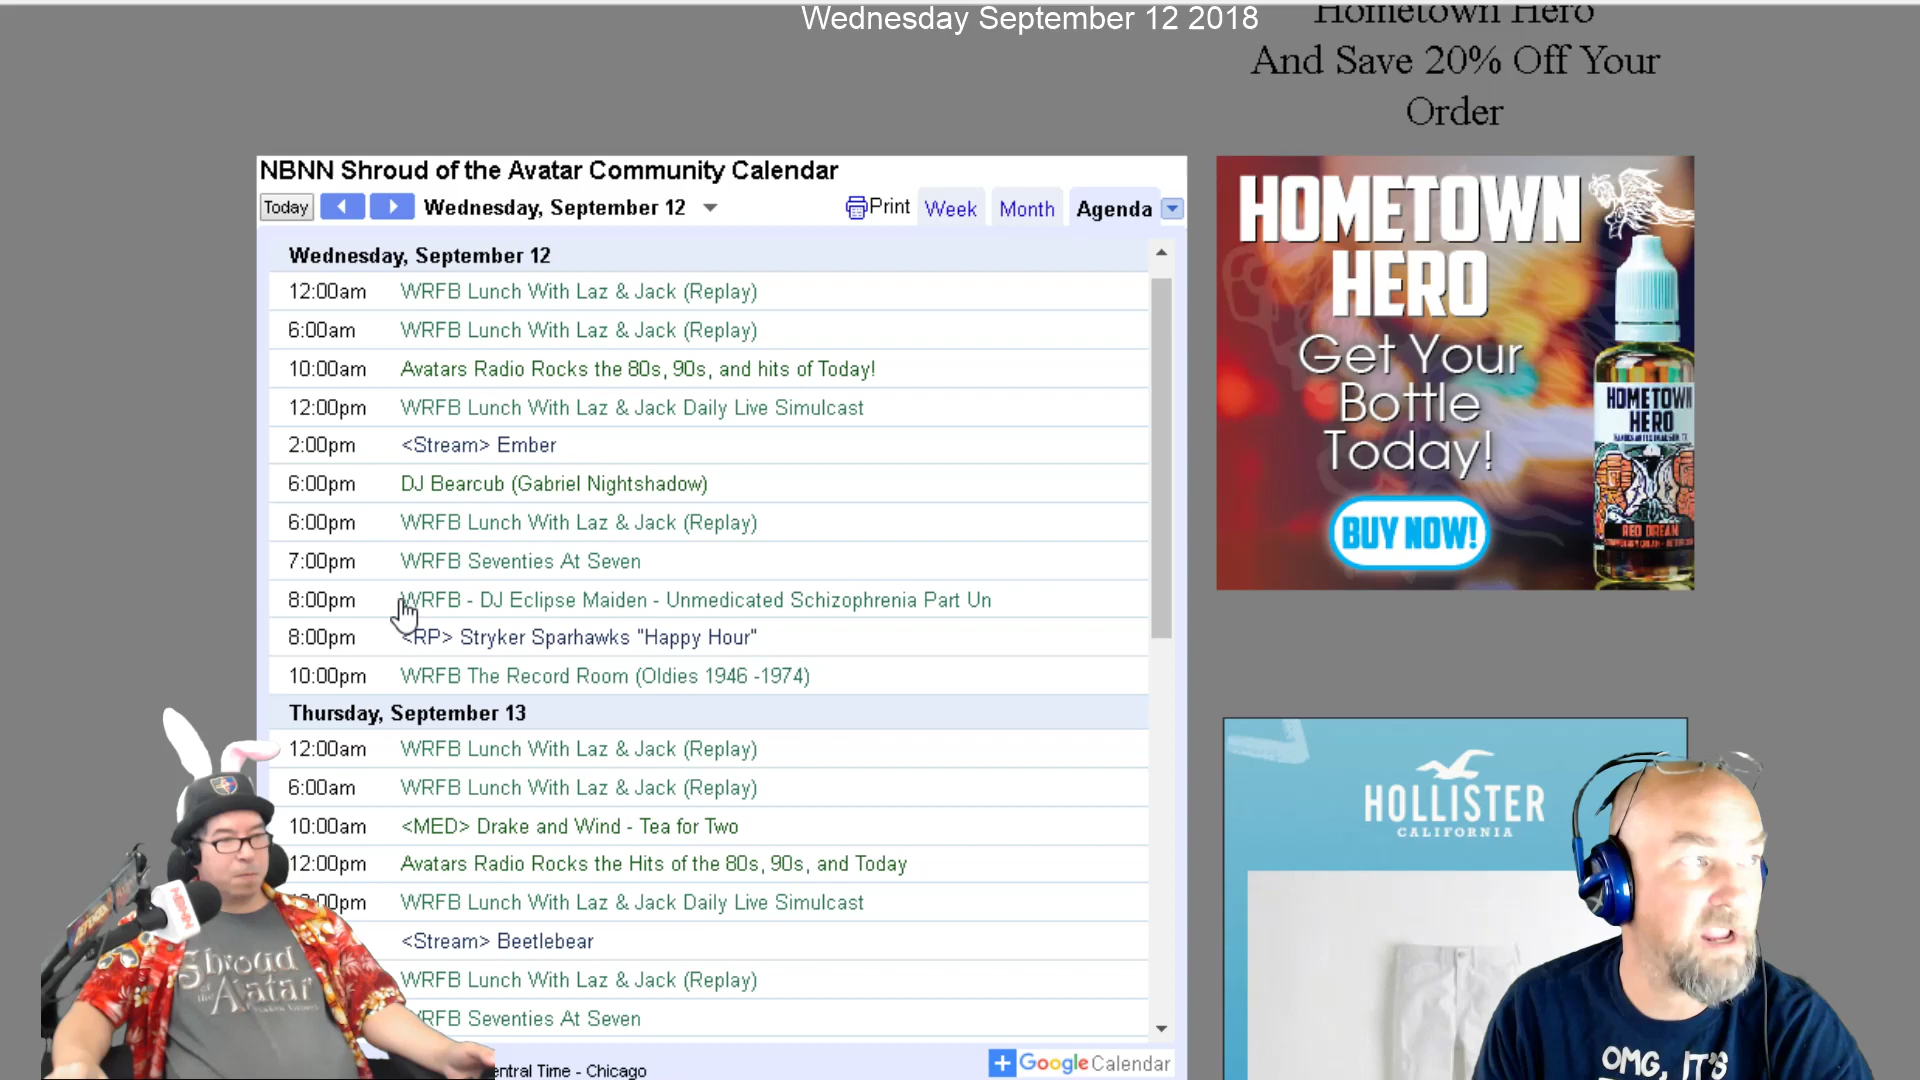 Wednesday September 12 2018
Hometown Hero
And Save 20% Off Your
Order
NBNN Shroud of the Avatar Community Calendar
Today
Wednesday, September 12
Print
Week
Month
Agenda
Wednesday, September 12
12:00am WRFB Lunch With Laz & Jack (Replay)
6:00am WRFB Lunch With Laz & Jack (Replay)
10:00am Avatars Radio Rocks the 80s, 90s, and hits of Today!
12:00pm WRFB Lunch With Laz & Jack Daily Live Simulcast
2:00pm <Stream> Ember
6:00pm DJ Bearcub (Gabriel Nightshadow)
6:00pm WRFB Lunch With Laz & Jack (Replay)
7:00pm WRFB Seventies At Seven
8:00pm WRFB - DJ Eclipse Maiden - Unmedicated Schizophrenia Part Un
8:00pm <RP> Stryker Sparhawks "Happy Hour"
10:00pm WRFB The Record Room (Oldies 1946 -1974)
Thursday, September 13
12:00am WRFB Lunch With Laz & Jack (Replay)
6:00am WRFB Lunch With Laz & Jack (Replay)
10:00am <MED> Drake and Wind - Tea for Two
12:00pm Avatars Radio Rocks the Hits of the 80s, 90s, and Today
WRFB Lunch With Laz & Jack Daily Live Simulcast
<Stream> Beetlebear
WRFB Lunch With Laz & Jack (Replay)
RFB Seventies At Seven
entral Time - Chicago
+ Google Calendar
HOMETOWN
HERO
Get Your
Bottle
Today!
BUY NOW!
HOMETOWN
HERO
RED DREAM
HOLLISTER
CALIFORNIA
NBNN
Shroud
of the
Avatar
OMG, IT'S